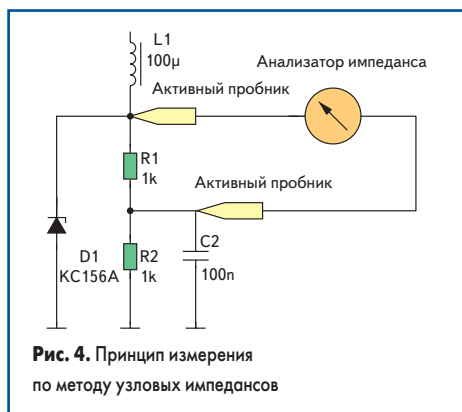 L1
100µ
Анализатор импеданса
Активный пробник
R1
1k
Активный пробник
C2
100n
D1
KC156A
R2
1k
Рис. 4. Принцип измерения
по методу узловых импедансов